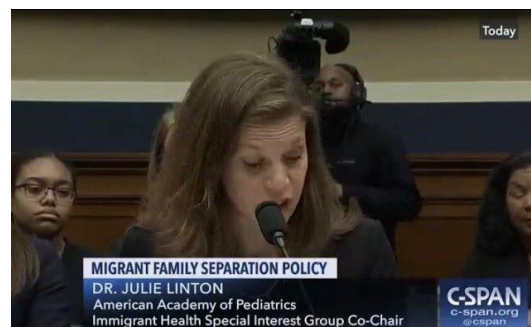 Today
MIGRANT FAMILY SEPARATION POLICY
DR. JULIE LINTON
American Academy of Pediatrics
Immigrant Health Special Interest Group Co-Chair
C-SPAN
c-span.org
@cspan